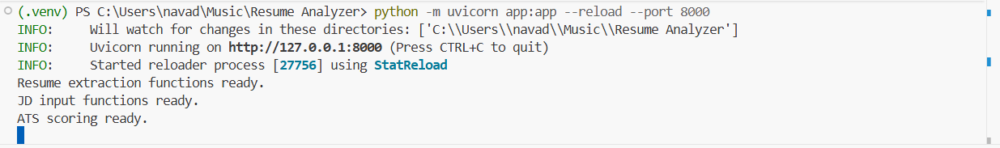 (.venv) PS C:\Users\navad\Music\Resume Analyzer> python -m uvicorn app:app --reload --port 8000
INFO:     Will watch for changes in these directories: ['C:\\Users\\navad\\Music\\Resume Analyzer']
INFO:     Uvicorn running on http://127.0.0.1:8000 (Press CTRL+C to quit)
INFO:     Started reloader process [27756] using StatReload
Resume extraction functions ready.
JD input functions ready.
ATS scoring ready.